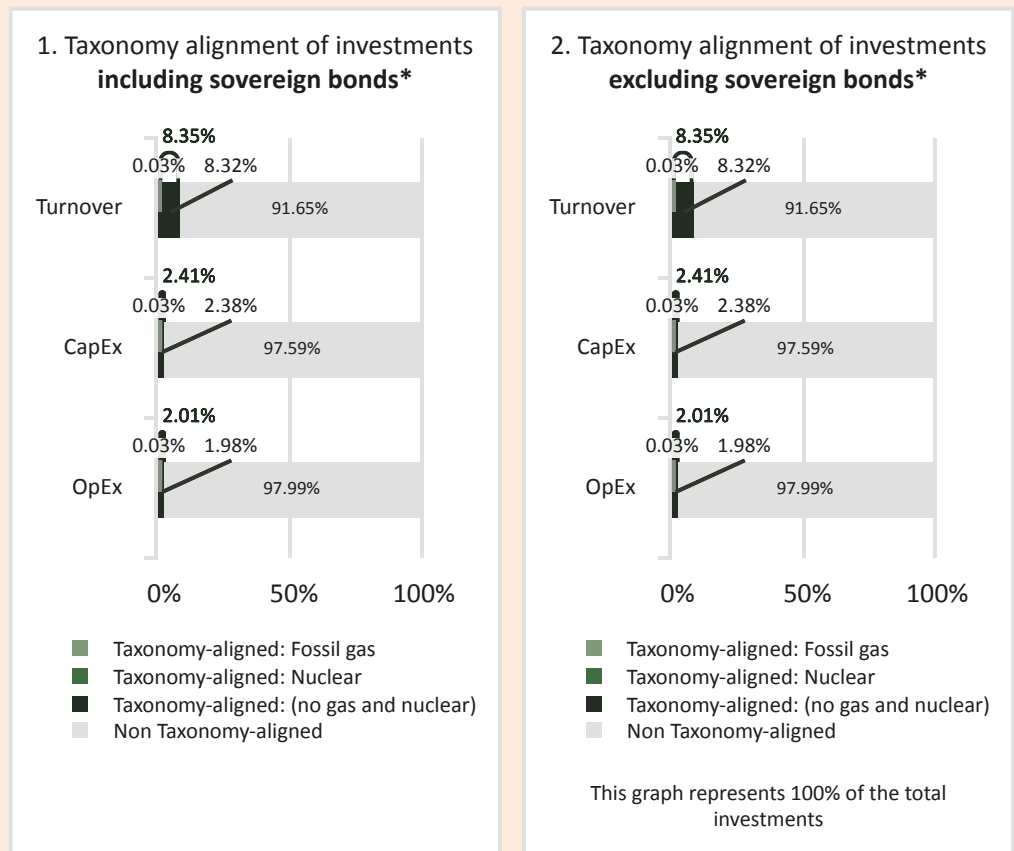 1. Taxonomy alignment of investments
including sovereign bonds*
8.35%
0.03% 8.32%
Turnover
91.65%
2.41%
0.03% 2.38%
CapEx
97.59%
2.01%
0.03% 1.98%
OpEx
97.99%
0% 50% 100%
Taxonomy-aligned: Fossil gas
Taxonomy-aligned: Nuclear
Taxonomy-aligned: (no gas and nuclear)
Non Taxonomy-aligned
2. Taxonomy alignment of investments
excluding sovereign bonds*
8.35%
0.03% 8.32%
Turnover
91.65%
2.41%
0.03% 2.38%
CapEx
97.59%
2.01%
0.03% 1.98%
OpEx
97.99%
0% 50% 100%
Taxonomy-aligned: Fossil gas
Taxonomy-aligned: Nuclear
Taxonomy-aligned: (no gas and nuclear)
Non Taxonomy-aligned
This graph represents 100% of the total
investments